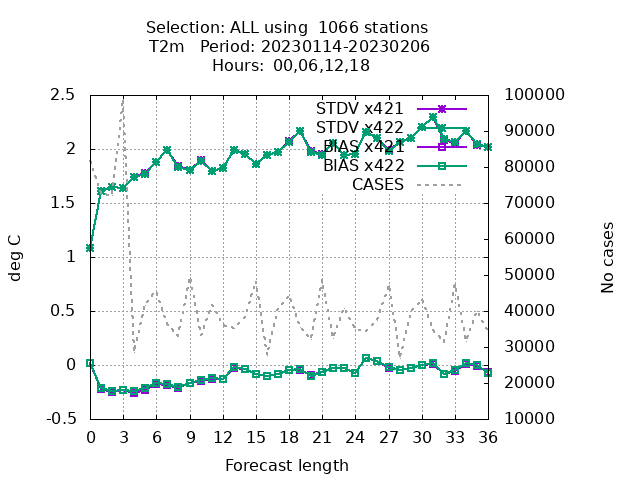 Selection: ALL using  1066 stations
T2m   Period: 20230114-20230206
Hours:  00,06,12,18
2.5
2
1.5
1
0.5
0
-0.5
deg C
STDV x421
STDV x422
BIAS x421
BIAS x422
CASES
100000
90000
80000
70000
60000
50000
40000
30000
20000
10000
No cases
0 3 6 9 12 15 18 21 24 27 30 33 36
Forecast length